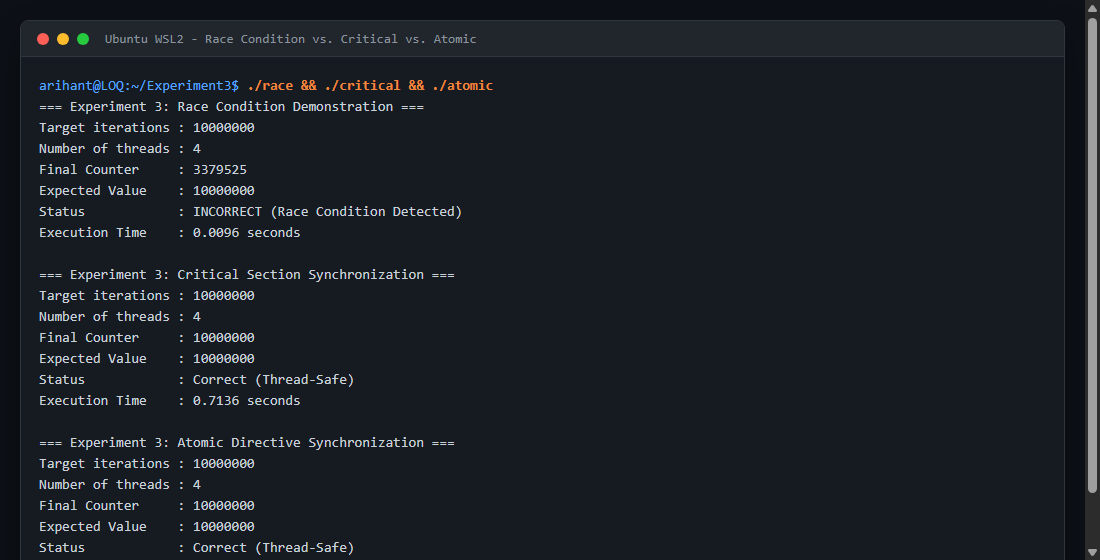 Ubuntu WSL2 - Race Condition vs. Critical vs. Atomic
arihant@LOQ:~/Experiment3$ ./race && ./critical && ./atomic
=== Experiment 3: Race Condition Demonstration ===
Target iterations : 10000000
Number of threads : 4
Final Counter     : 3379525
Expected Value    : 10000000
Status            : INCORRECT (Race Condition Detected)
Execution Time    : 0.0096 seconds
=== Experiment 3: Critical Section Synchronization ===
Target iterations : 10000000
Number of threads : 4
Final Counter     : 10000000
Expected Value    : 10000000
Status            : Correct (Thread-Safe)
Execution Time    : 0.7136 seconds
=== Experiment 3: Atomic Directive Synchronization ===
Target iterations : 10000000
Number of threads : 4
Final Counter     : 10000000
Expected Value    : 10000000
Status            : Correct (Thread-Safe)